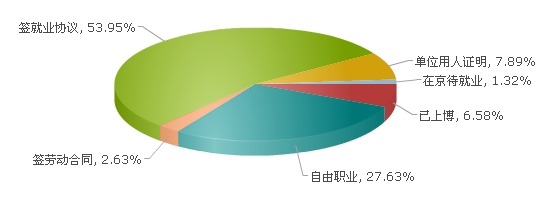 签就业协议, 53.95%
单位用人证明, 7.89%
在京待就业, 1.32%
已上博, 6.58%
签劳动合同, 2.63%
自由职业, 27.63%